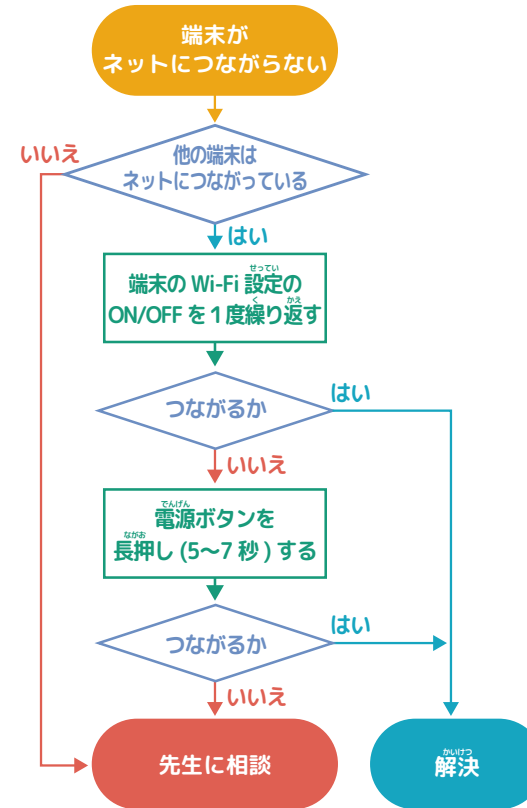 端末が
ネットにつながらない
いいえ
他の端末は
ネットにつながっている
はい
せってい
端末の Wi-Fi 設定の
く かえ
ON/OFF を 1 度繰り返す
つながるか
はい
いいえ
でんげん
電源ボタンを
ながお
長押し (5〜7 秒 ) する
つながるか
はい
いいえ
先生に相談
かいけつ
解決